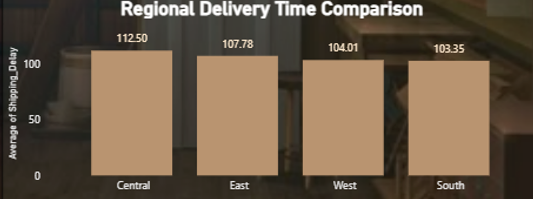 Regional Delivery Time Comparison
Average of Shipping_Delay
100
50
0
112.50
107.78
104.01
103.35
Central
East
West
South